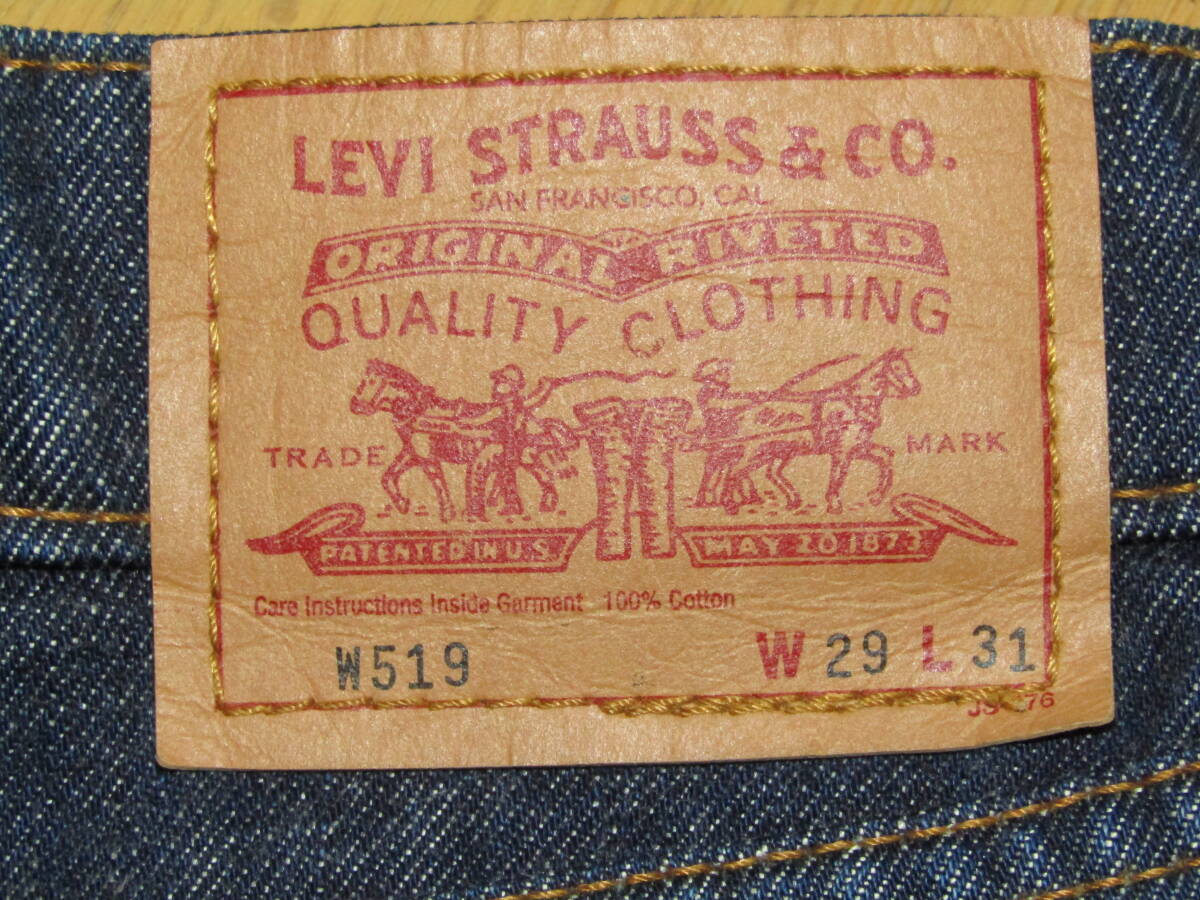 LEVI STRAUSS & CO.
SAN FRANCISCO, CAL.
ORIGINAL RIVETED
QUALITY CLOTHING
TRADE MARK
PATENTED IN U.S. MAY 20 1873
Care Instructions Inside Garment 100% Cotton
W519 W 29 L 31